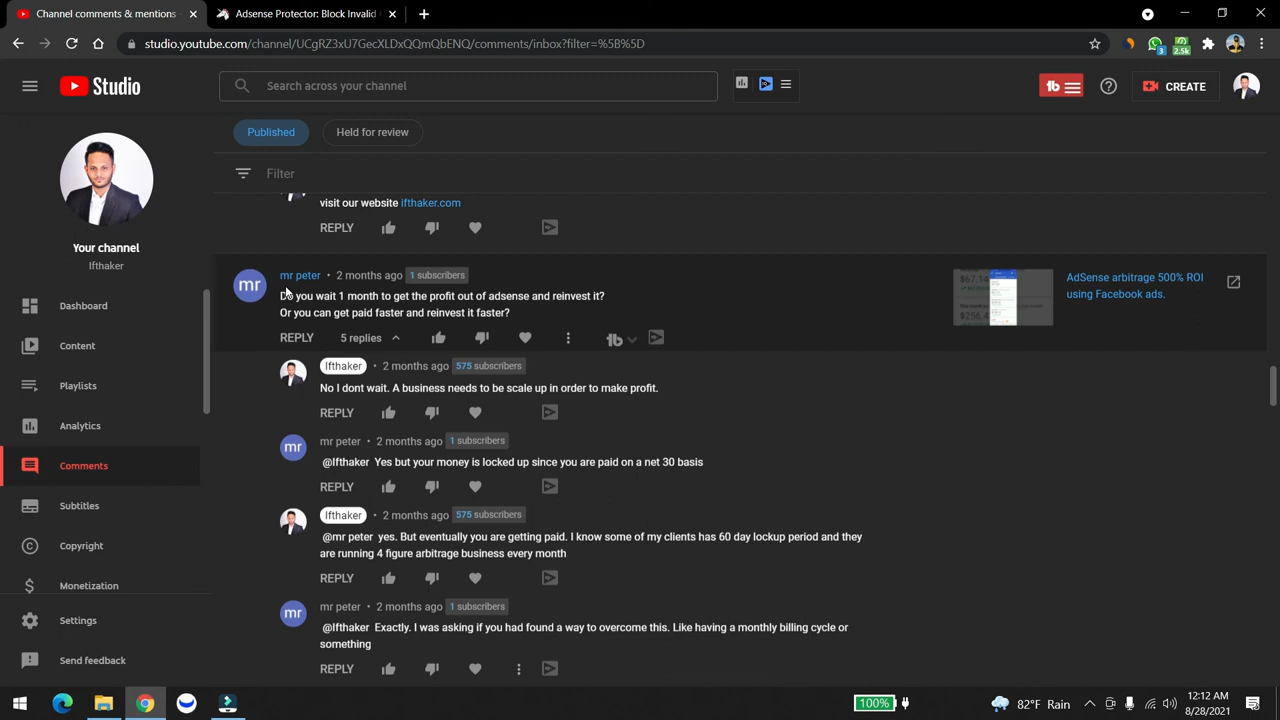 Channel comments & mentions
Adsense Protector: Block Invalid
studio.youtube.com/channel/UCgRZ3xU7GecXLDxQQmQbENQ/comments/inbox?filter=%5B%5D
3
2.5k
Studio
Search across your channel
CREATE
Published
Held for review
Filter
Your channel
Ifthaker
Dashboard
Content
Playlists
Analytics
Comments
Subtitles
Copyright
Monetization
Settings
Send feedback
visit our website ifthaker.com
REPLY
mr
mr peter • 2 months ago 1 subscribers
Do you wait 1 month to get the profit out of adsense and reinvest it?
Or you can get paid faster and reinvest it faster?
REPLY 5 replies
AdSense arbitrage 500% ROI
using Facebook ads.
Ifthaker • 2 months ago 575 subscribers
No I dont wait. A business needs to be scale up in order to make profit.
REPLY
mr
mr peter • 2 months ago 1 subscribers
@Ifthaker Yes but your money is locked up since you are paid on a net 30 basis
REPLY
Ifthaker • 2 months ago 575 subscribers
@mr peter yes. But eventually you are getting paid. I know some of my clients has 60 day lockup period and they
are running 4 figure arbitrage business every month
REPLY
mr
mr peter • 2 months ago 1 subscribers
@Ifthaker Exactly. I was asking if you had found a way to overcome this. Like having a monthly billing cycle or
something
REPLY
100%
82°F Rain
12:12 AM
8/28/2021